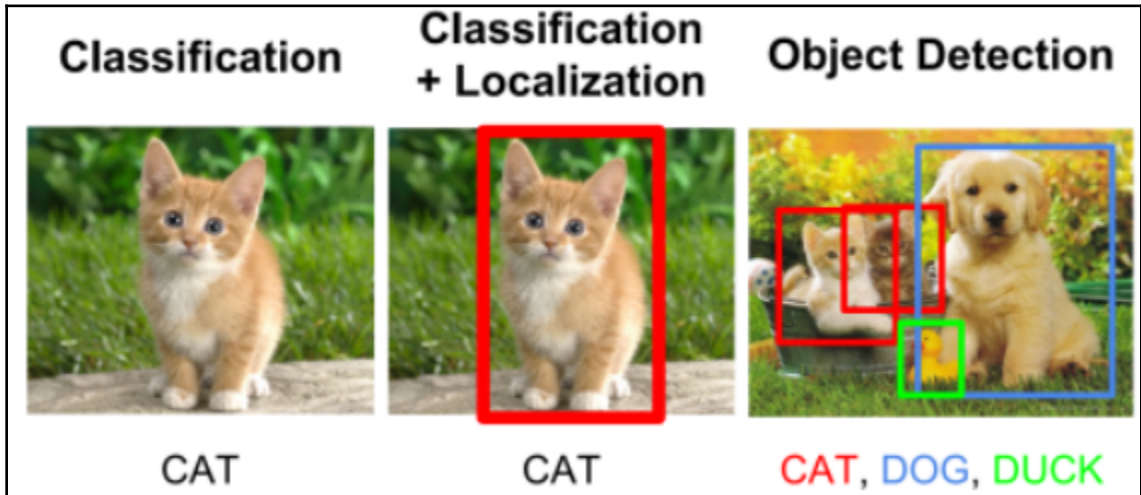 Classification
Classification
+ Localization
Object Detection
CAT
CAT
CAT, DOG, DUCK